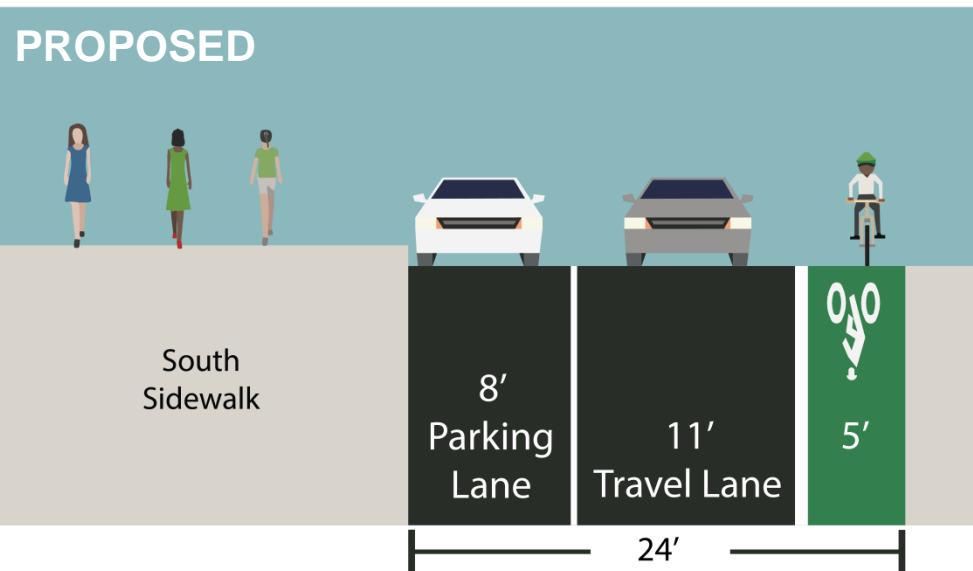 PROPOSED
South
Sidewalk
8’
Parking
Lane
11’
Travel Lane
5’
24’